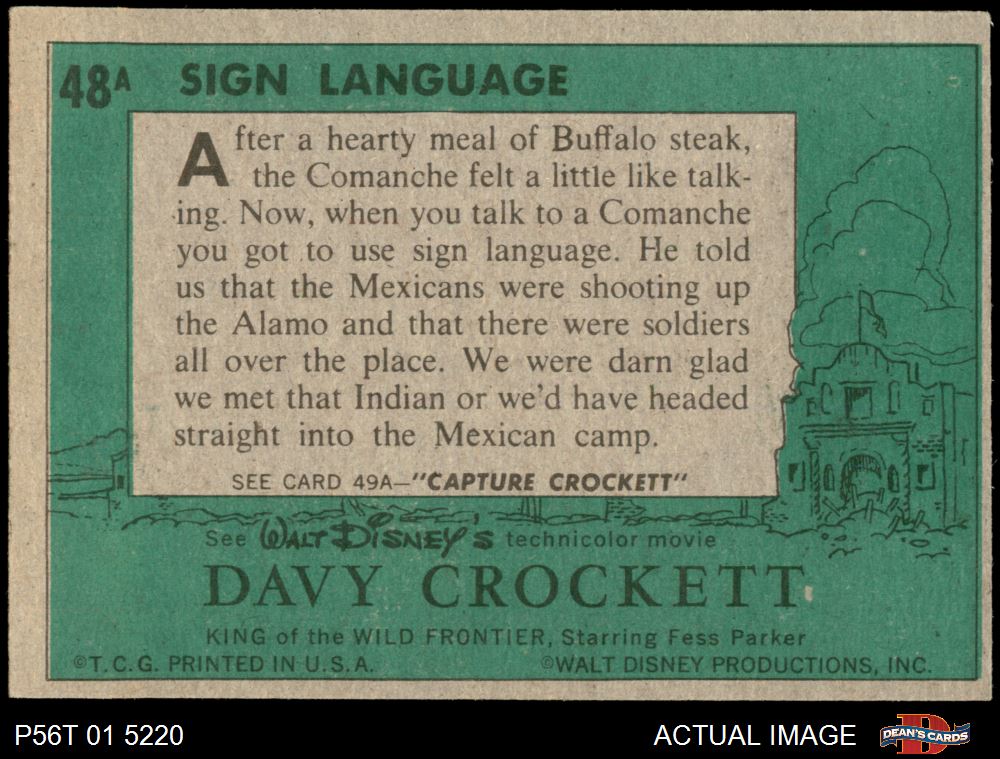 48A SIGN LANGUAGE
After a hearty meal of Buffalo steak,
the Comanche felt a little like talk-
ing. Now, when you talk to a Comanche
you got to use sign language. He told
us that the Mexicans were shooting up
the Alamo and that there were soldiers
all over the place. We were darn glad
we met that Indian or we'd have headed
straight into the Mexican camp.
SEE CARD 49A—"CAPTURE CROCKETT"
See WALT DISNEY'S technicolor movie
DAVY CROCKETT
KING of the WILD FRONTIER, Starring Fess Parker
©T.C.G. PRINTED IN U.S.A. ©WALT DISNEY PRODUCTIONS, INC.
P56T 01 5220 ACTUAL IMAGE D DEAN'S CARDS